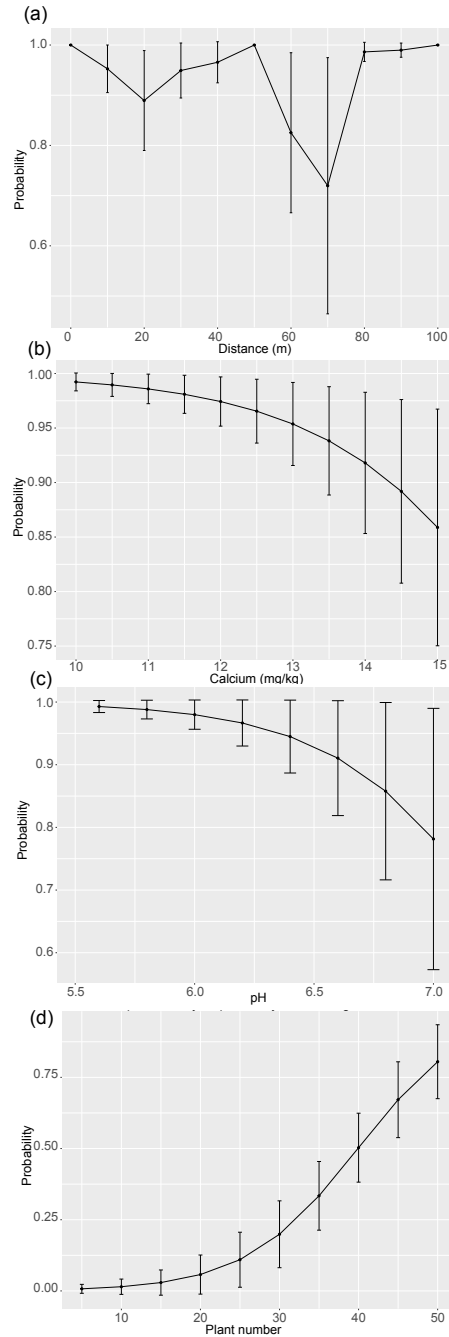 (a)
1.0
0.8
0.6
Probability
0 20 40 60 80 100
Distance (m)
(b)
1.00
0.95
0.90
0.85
0.80
0.75
Probability
10 11 12 13 14 15
Calcium (mg/kg)
(c)
1.0
0.9
0.8
0.7
0.6
Probability
5.5 6.0 6.5 7.0
pH
(d)
0.75
0.50
0.25
0.00
Probability
10 20 30 40 50
Plant number